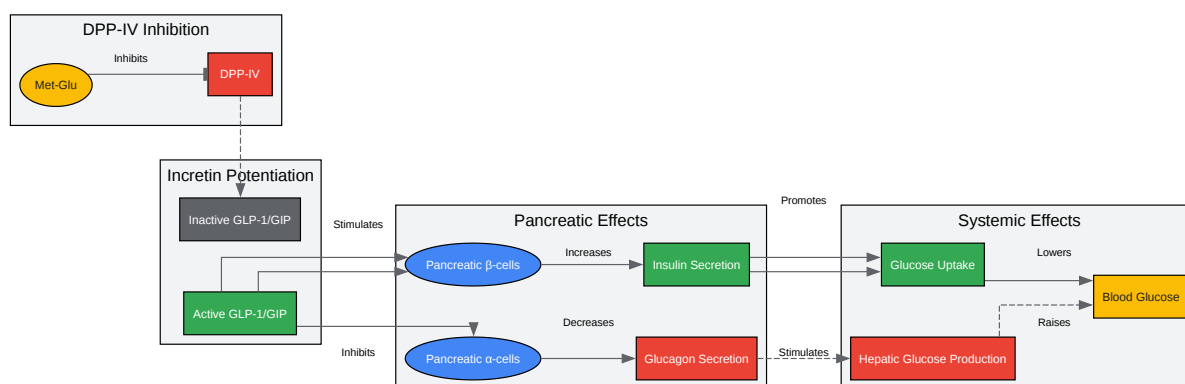 DPP-IV Inhibition
Inhibits
Met-Glu
DPP-IV
Incretin Potentiation
Inactive GLP-1/GIP
Active GLP-1/GIP
Stimulates
Inhibits
Pancreatic Effects
Pancreatic β-cells
Increases
Insulin Secretion
Decreases
Pancreatic α-cells
Glucagon Secretion
Promotes
Stimulates
Systemic Effects
Glucose Uptake
Lowers
Blood Glucose
Raises
Hepatic Glucose Production